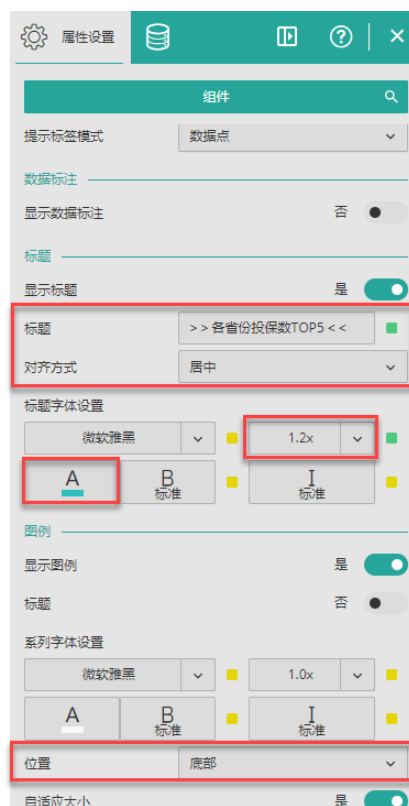 属性设置
组件
提示标签模式 数据点
数据标注
显示数据标注 否
标题
显示标题 是
标题 >>各省份投保数TOP5<<
对齐方式 居中
标题字体设置
微软雅黑 1.2x
A B I
标准 标准
图例
显示图例 是
标题 否
系列字体设置
微软雅黑 1.0x
A B I
标准 标准
位置 底部
自适应大小 是